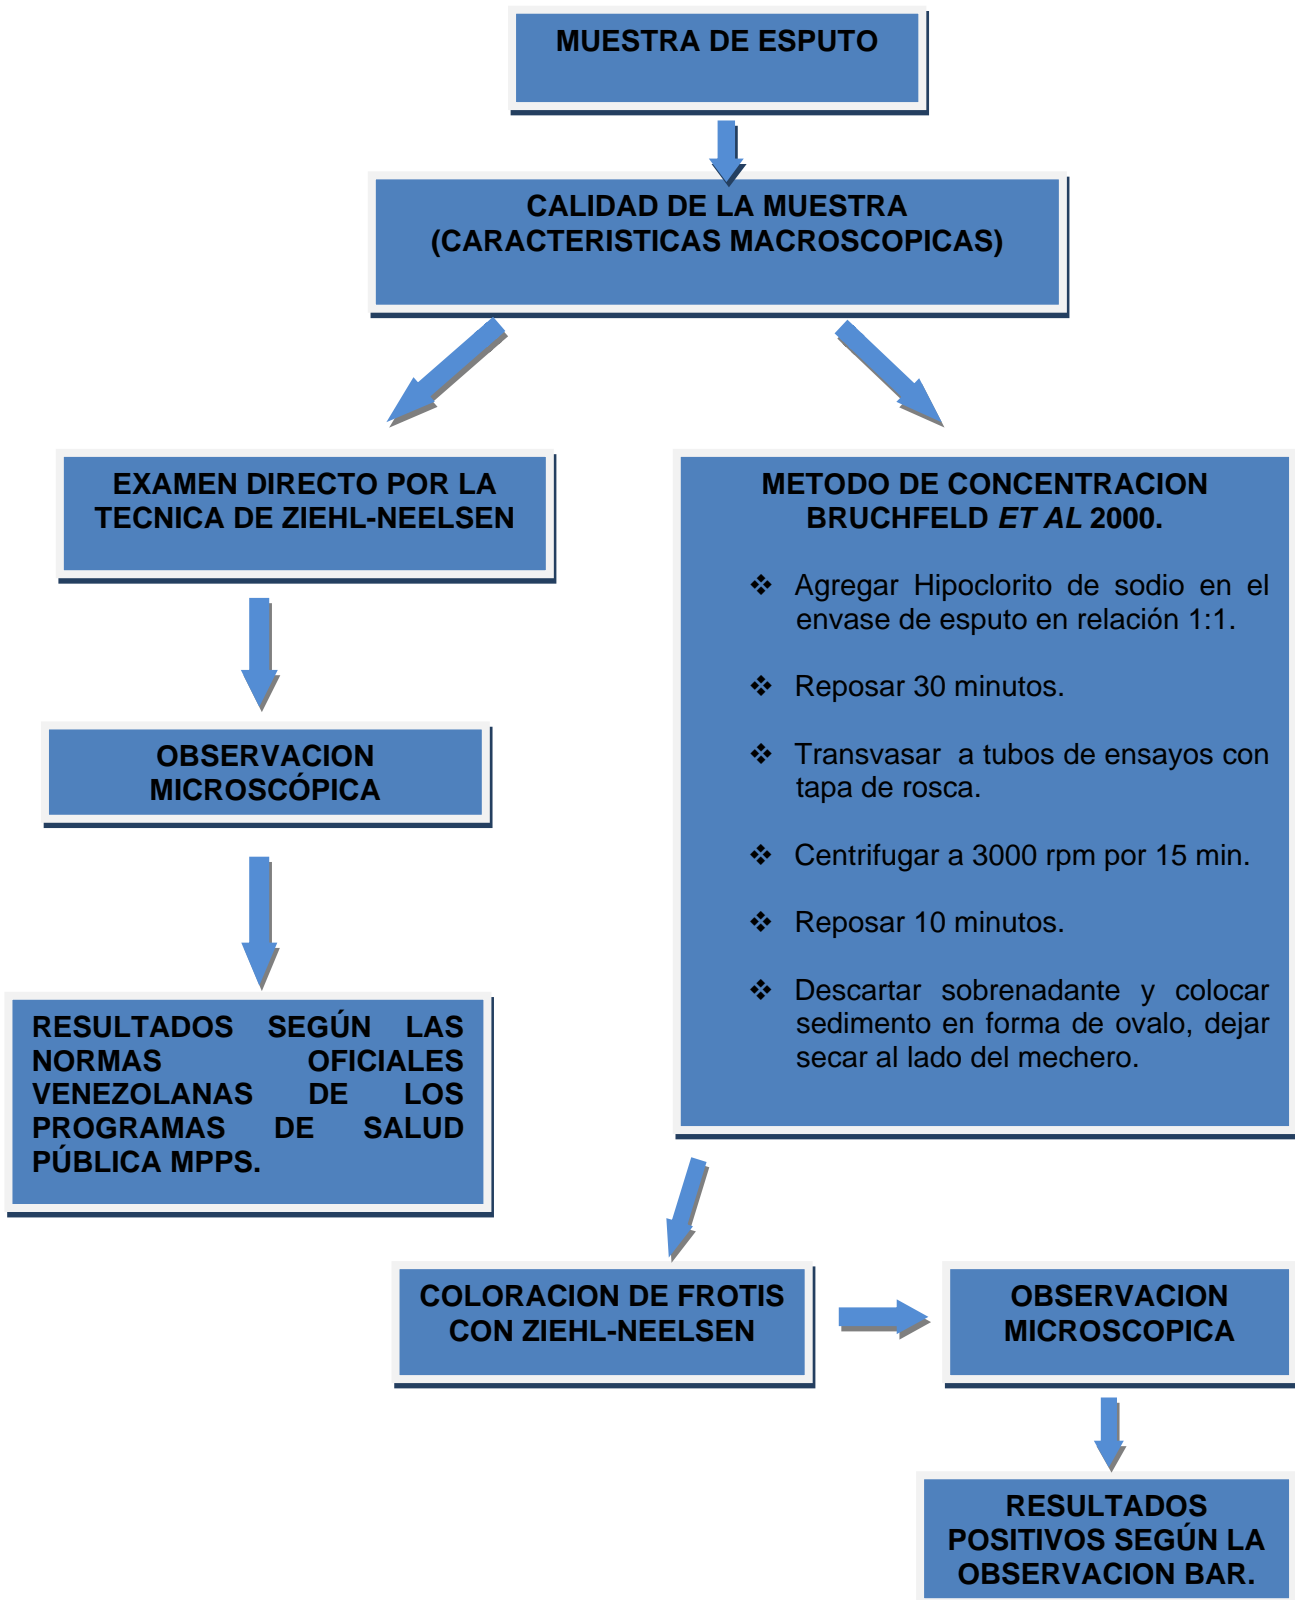 MUESTRA DE ESPUTO
CALIDAD DE LA MUESTRA
(CARACTERISTICAS MACROSCOPICAS)
EXAMEN DIRECTO POR LA
TECNICA DE ZIEHL-NEELSEN
OBSERVACION
MICROSCÓPICA
RESULTADOS SEGÚN LAS
NORMAS OFICIALES
VENEZOLANAS DE LOS
PROGRAMAS DE SALUD
PÚBLICA MPPS.
METODO DE CONCENTRACION
BRUCHFELD ET AL 2000.
❖ Agregar Hipoclorito de sodio en el
envase de esputo en relación 1:1.
❖ Reposar 30 minutos.
❖ Transvasar a tubos de ensayos con
tapa de rosca.
❖ Centrifugar a 3000 rpm por 15 min.
❖ Reposar 10 minutos.
❖ Descartar sobrenadante y colocar
sedimento en forma de ovalo, dejar
secar al lado del mechero.
COLORACION DE FROTIS
CON ZIEHL-NEELSEN
OBSERVACION
MICROSCOPICA
RESULTADOS
POSITIVOS SEGÚN LA
OBSERVACION BAR.